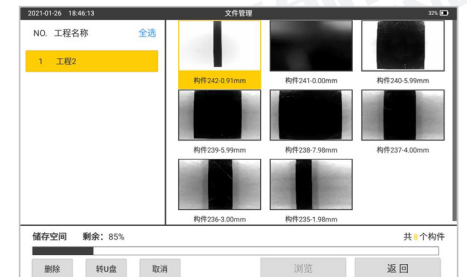 2021-01-26 18:46:13 文件管理 32%
NO. 工程名称 全选
1 工程2
构件242-0.91mm 构件241-0.00mm 构件240-5.99mm
构件239-5.99mm 构件238-7.98mm 构件237-4.00mm
构件236-3.00mm 构件235-1.98mm
储存空间 剩余：85% 共8个构件
删除 转U盘 取消 浏览 返回